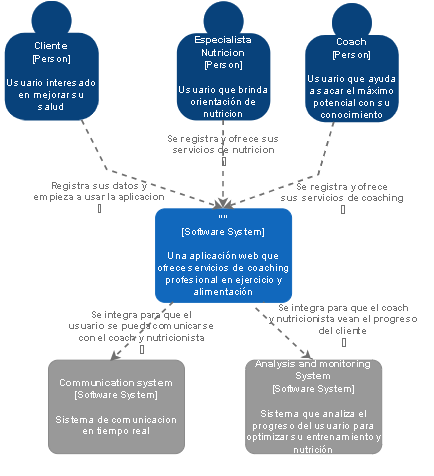 Cliente
[Person]
Usuario interesado
en mejorar su
salud
Especialista
Nutricion
[Person]
Usuario que brinda
orientación de
nutricion
Coach
[Person]
Usuario que ayuda
a sacar el máximo
potencial con su
conocimiento
Se registra y ofrece sus
servicios de nutricion
[]
Registra sus datos y
empieza a usar la aplicacion
[]
Se registra y ofrece
sus servicios de coaching
[]
""
[Software System]
Una aplicación web que
ofrece servicios de coaching
profesional en ejercicio y
alimentación
Se integra para que el
usuario se pueda comunicarse
con el coach y nutricionista
[]
Se integra para que el coach
y nutricionista vean el progreso
del cliente
[]
Communication system
[Software System]
Sistema de comunicacion
en tiempo real
Analysis and monitoring
System
[Software System]
Sistema que analiza el
progreso del usuario para
optimizar su entrenamiento y
nutrición